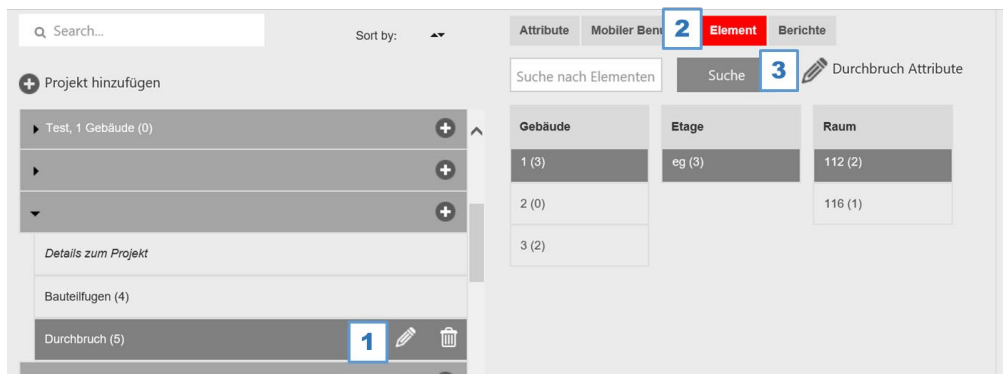 Search...
Sort by:
Projekt hinzufügen
Test, 1 Gebäude (0)
Details zum Projekt
Bauteilfugen (4)
Durchbruch (5)
1
Attribute Mobiler Ben 2 Element Berichte
Suche nach Elementen Suche 3 Durchbruch Attribute
Gebäude Etage Raum
1 (3) eg (3) 112 (2)
2 (0) 116 (1)
3 (2)